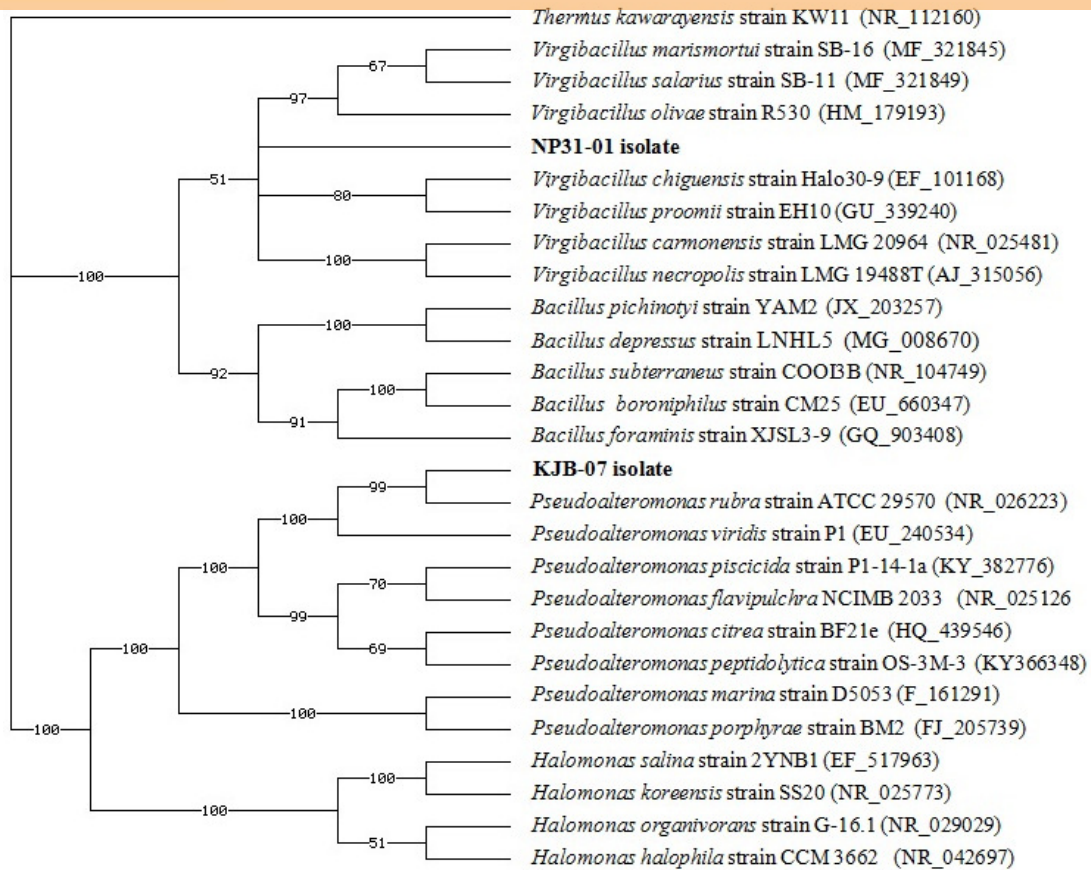 Thermus kawarayensis strain KW11 (NR_112160)
67
Virgibacillus marismortui strain SB-16 (MF_321845)
Virgibacillus salarius strain SB-11 (MF_321849)
97
Virgibacillus olivae strain R530 (HM_179193)
NP31-01 isolate
51
Virgibacillus chiguensis strain Halo30-9 (EF_101168)
80
Virgibacillus proomii strain EH10 (GU_339240)
Virgibacillus carmonensis strain LMG 20964 (NR_025481)
100
Virgibacillus necropolis strain LMG 19488T (AJ_315056)
100
Bacillus pichinotyi strain YAM2 (JX_203257)
100
Bacillus depressus strain LNHL5 (MG_008670)
92
Bacillus subterraneus strain COOI3B (NR_104749)
100
Bacillus boroniphilus strain CM25 (EU_660347)
91
Bacillus foraminis strain XJSL3-9 (GQ_903408)
KJB-07 isolate
99
Pseudoalteromonas rubra strain ATCC 29570 (NR_026223)
100
Pseudoalteromonas viridis strain P1 (EU_240534)
100
Pseudoalteromonas piscicida strain P1-14-1a (KY_382776)
70
Pseudoalteromonas flavipulchra NCIMB 2033 (NR_025126
99
Pseudoalteromonas citrea strain BF21e (HQ_439546)
100
69
Pseudoalteromonas peptidolytica strain OS-3M-3 (KY366348)
Pseudoalteromonas marina strain D5053 (F_161291)
100
100
Pseudoalteromonas porphyrae strain BM2 (FJ_205739)
Halomonas salina strain 2YNB1 (EF_517963)
100
Halomonas koreensis strain SS20 (NR_025773)
100
Halomonas organivorans strain G-16.1 (NR_029029)
51
Halomonas halophila strain CCM 3662 (NR_042697)